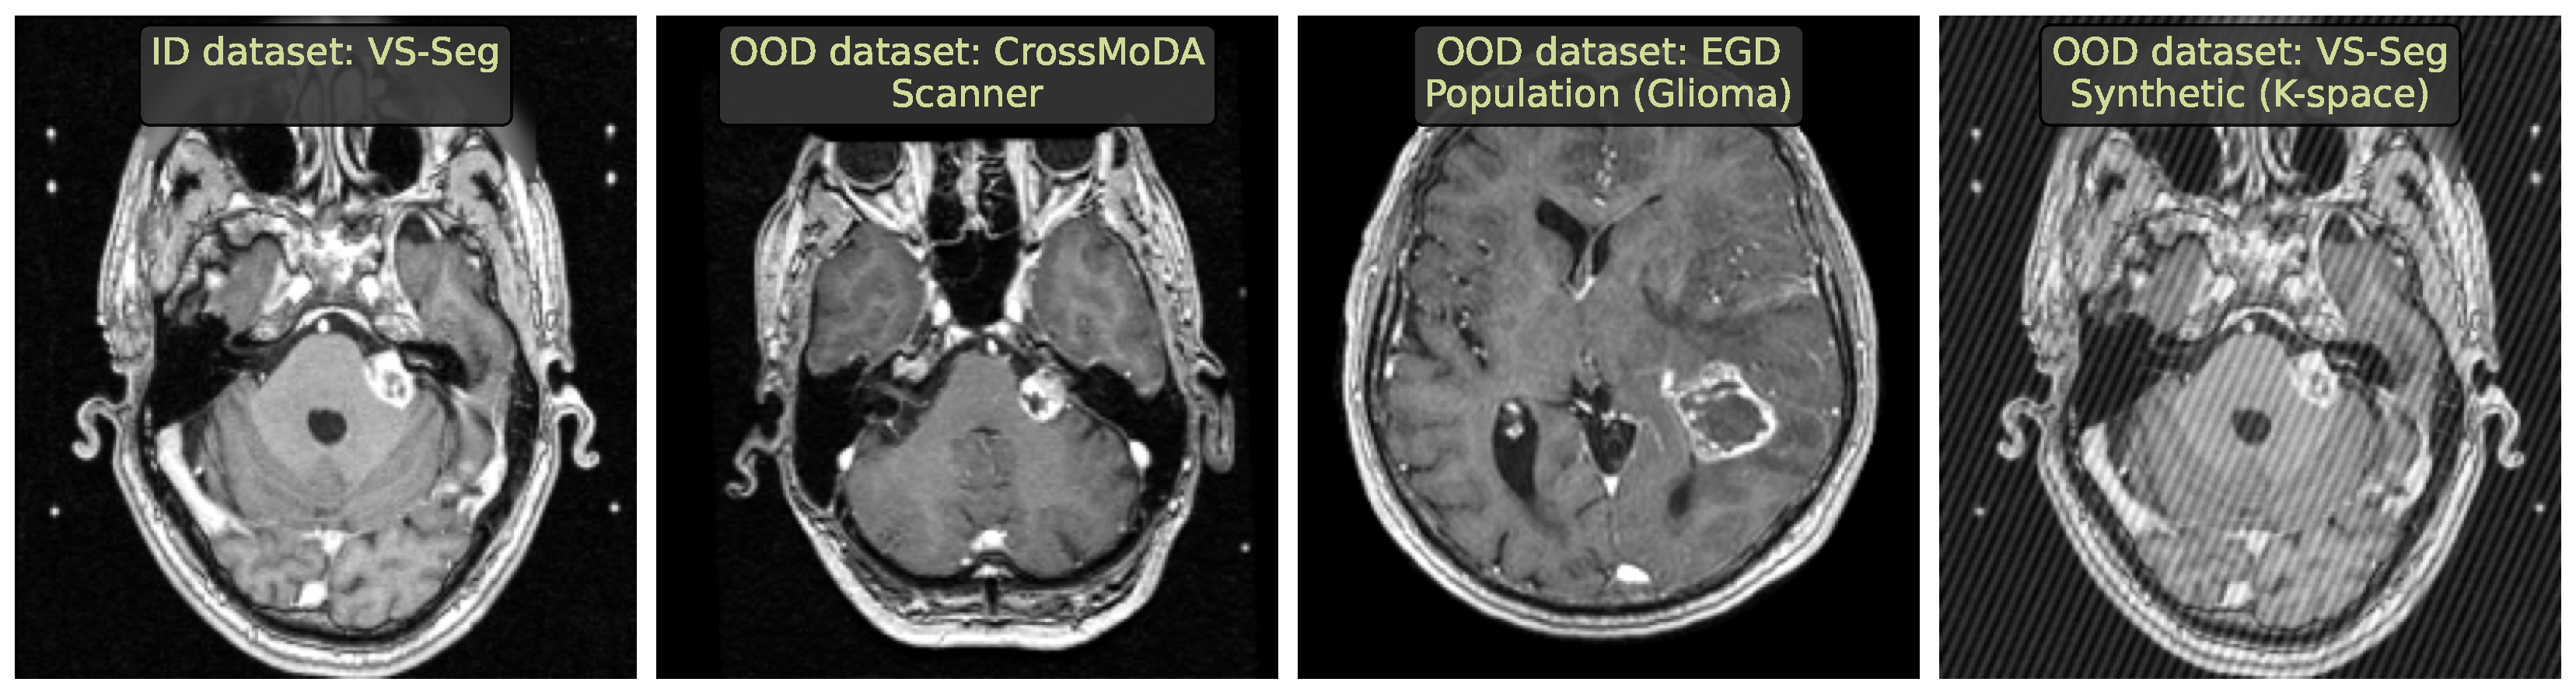 ID dataset: VS-Seg
OOD dataset: CrossMoDA
Scanner
OOD dataset: EGD
Population (Glioma)
OOD dataset: VS-Seg
Synthetic (K-space)